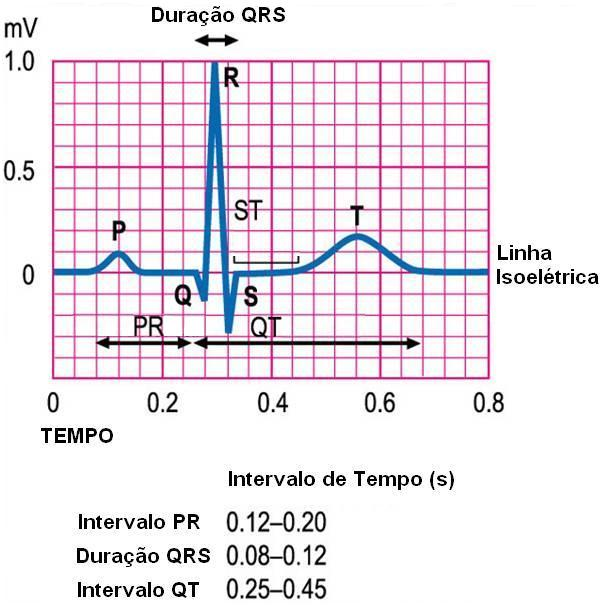 Duração QRS
mV
1.0
R
0.5
ST
P
T
Linha
Isoelétrica
0
Q
S
PR
QT
0
0.2
0.4
0.6
0.8
TEMPO
Intervalo de Tempo (s)
Intervalo PR 0.12–0.20
Duração QRS 0.08–0.12
Intervalo QT 0.25–0.45